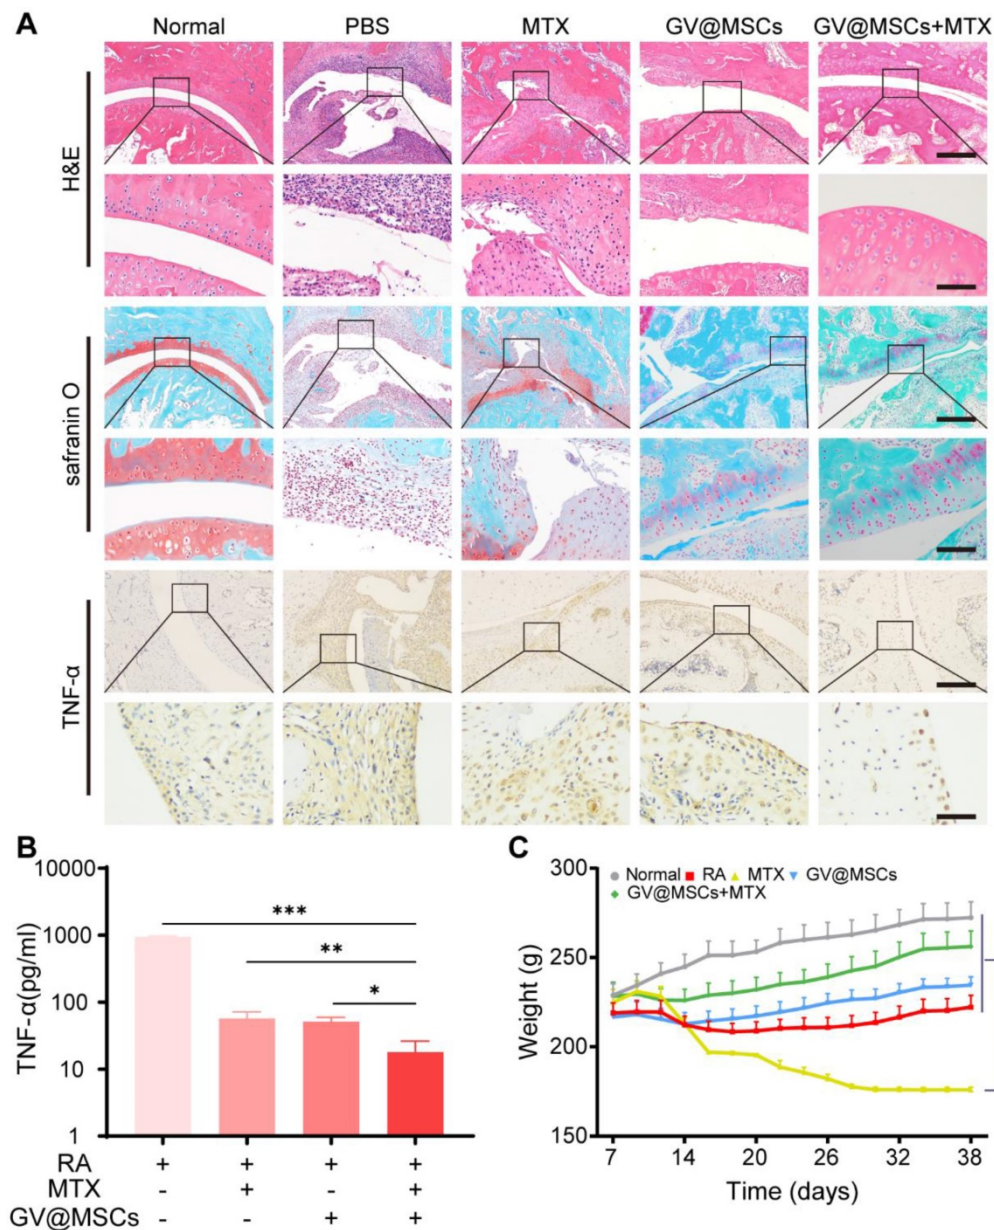 A
Normal PBS MTX GV@MSCs GV@MSCs+MTX
H&E
safranin O
TNF-α
B
10000
1000
100
10
1
TNF-α(pg/ml)
***
**
*
RA + + + +
MTX - + - +
GV@MSCs - - + +
C
300
250
200
150
Weight (g)
Normal RA MTX GV@MSCs
GV@MSCs+MTX
7 14 20 26 32 38
Time (days)